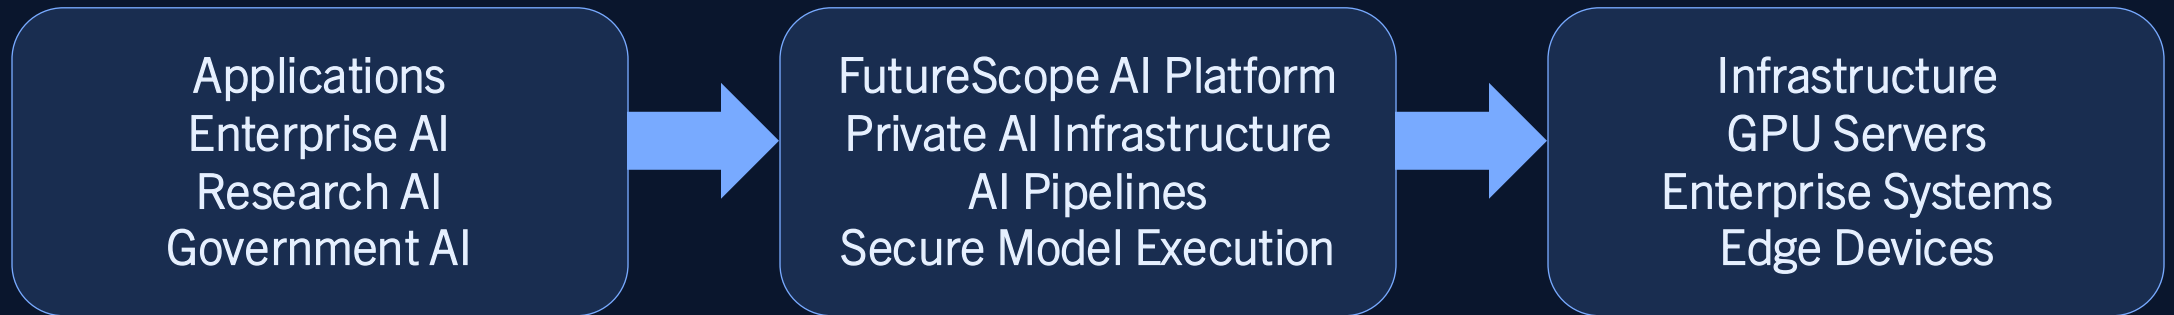 Applications
Enterprise AI
Research AI
Government AI
FutureScope AI Platform
Private AI Infrastructure
AI Pipelines
Secure Model Execution
Infrastructure
GPU Servers
Enterprise Systems
Edge Devices